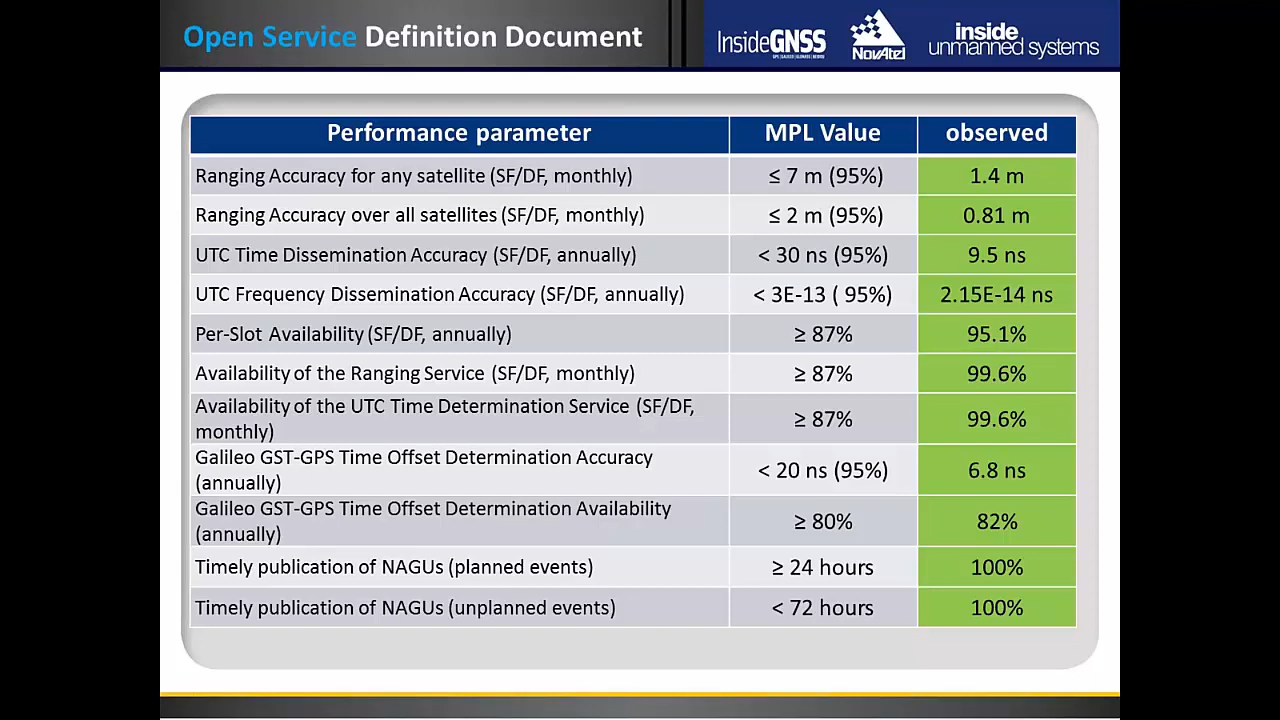 Open Service Definition Document
InsideGNSS
NovAtel
inside
unmanned systems
Performance parameter MPL Value observed
Ranging Accuracy for any satellite (SF/DF, monthly) ≤ 7 m (95%) 1.4 m
Ranging Accuracy over all satellites (SF/DF, monthly) ≤ 2 m (95%) 0.81 m
UTC Time Dissemination Accuracy (SF/DF, annually) < 30 ns (95%) 9.5 ns
UTC Frequency Dissemination Accuracy (SF/DF, annually) < 3E-13 ( 95%) 2.15E-14 ns
Per-Slot Availability (SF/DF, annually) ≥ 87% 95.1%
Availability of the Ranging Service (SF/DF, monthly) ≥ 87% 99.6%
Availability of the UTC Time Determination Service (SF/DF,
monthly) ≥ 87% 99.6%
Galileo GST-GPS Time Offset Determination Accuracy
(annually) < 20 ns (95%) 6.8 ns
Galileo GST-GPS Time Offset Determination Availability
(annually) ≥ 80% 82%
Timely publication of NAGUs (planned events) ≥ 24 hours 100%
Timely publication of NAGUs (unplanned events) < 72 hours 100%